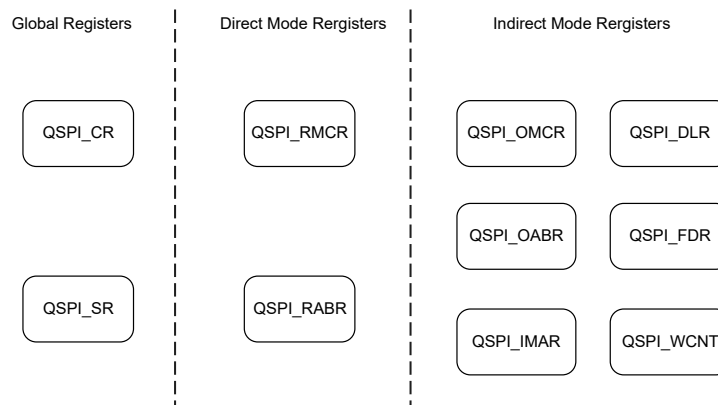 Global Registers
Direct Mode Rergisters
Indirect Mode Rergisters
QSPI_CR
QSPI_RMCR
QSPI_OMCR
QSPI_DLR
QSPI_OABR
QSPI_FDR
QSPI_SR
QSPI_RABR
QSPI_IMAR
QSPI_WCNT